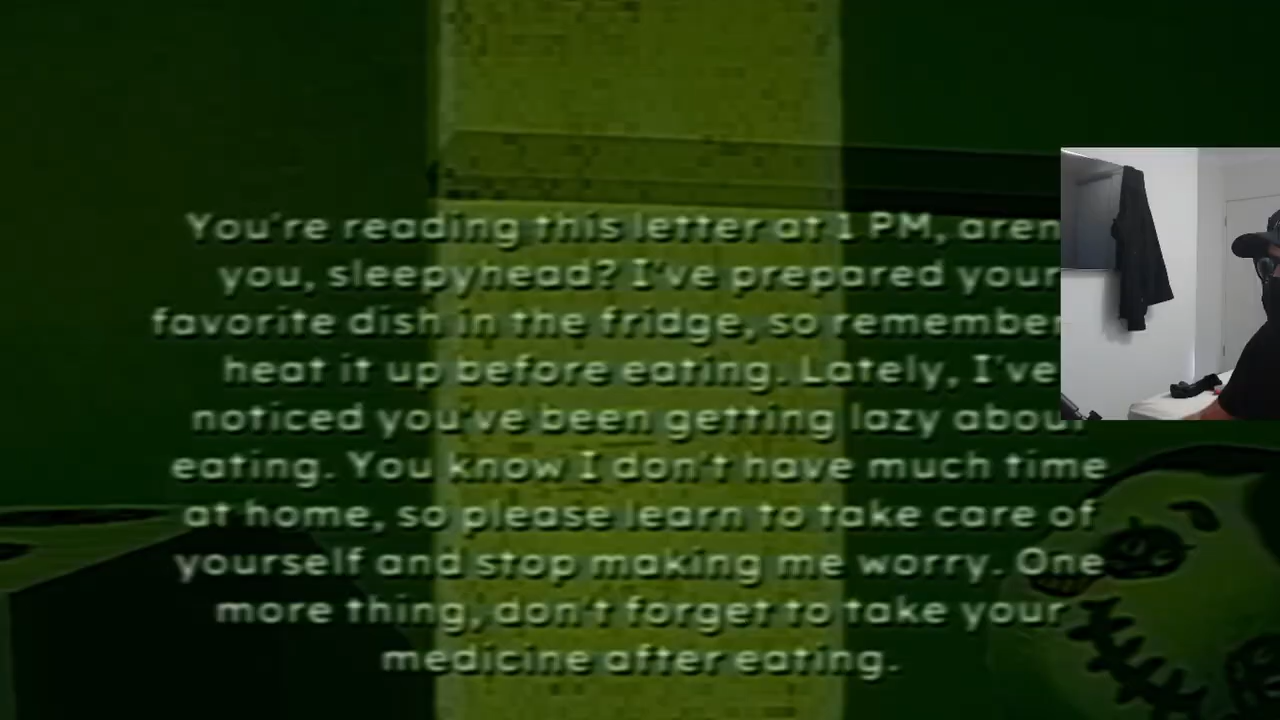 You're reading this letter at 1 PM, aren
you, sleepyhead? I've prepared your
favorite dish in the fridge, so remember
heat it up before eating. Lately, I've
noticed you've been getting lazy about
eating. You know I don't have much time
at home, so please learn to take care of
yourself and stop making me worry. One
more thing, don't forget to take your
medicine after eating.